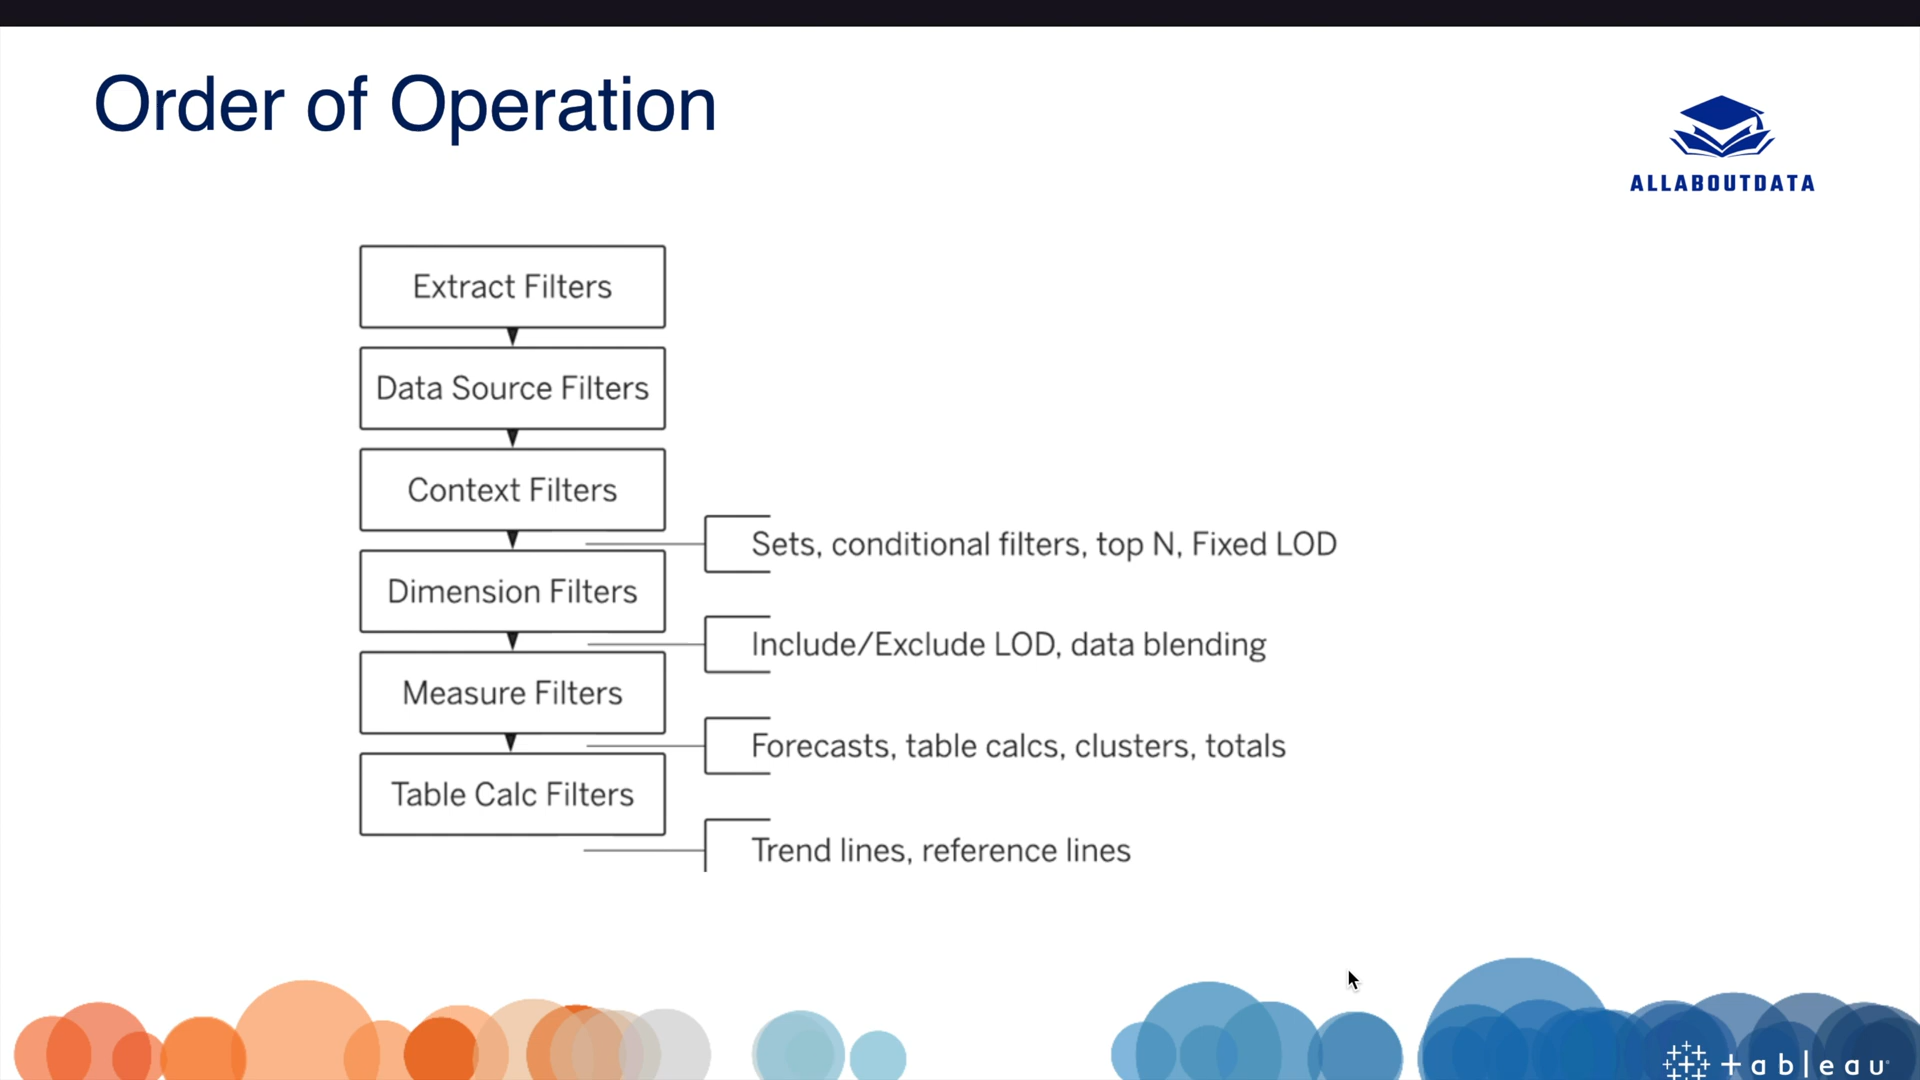 Order of Operation
ALLABOUTDATA
Extract Filters
Data Source Filters
Context Filters
Sets, conditional filters, top N, Fixed LOD
Dimension Filters
Include/Exclude LOD, data blending
Measure Filters
Forecasts, table calcs, clusters, totals
Table Calc Filters
Trend lines, reference lines
+ableau